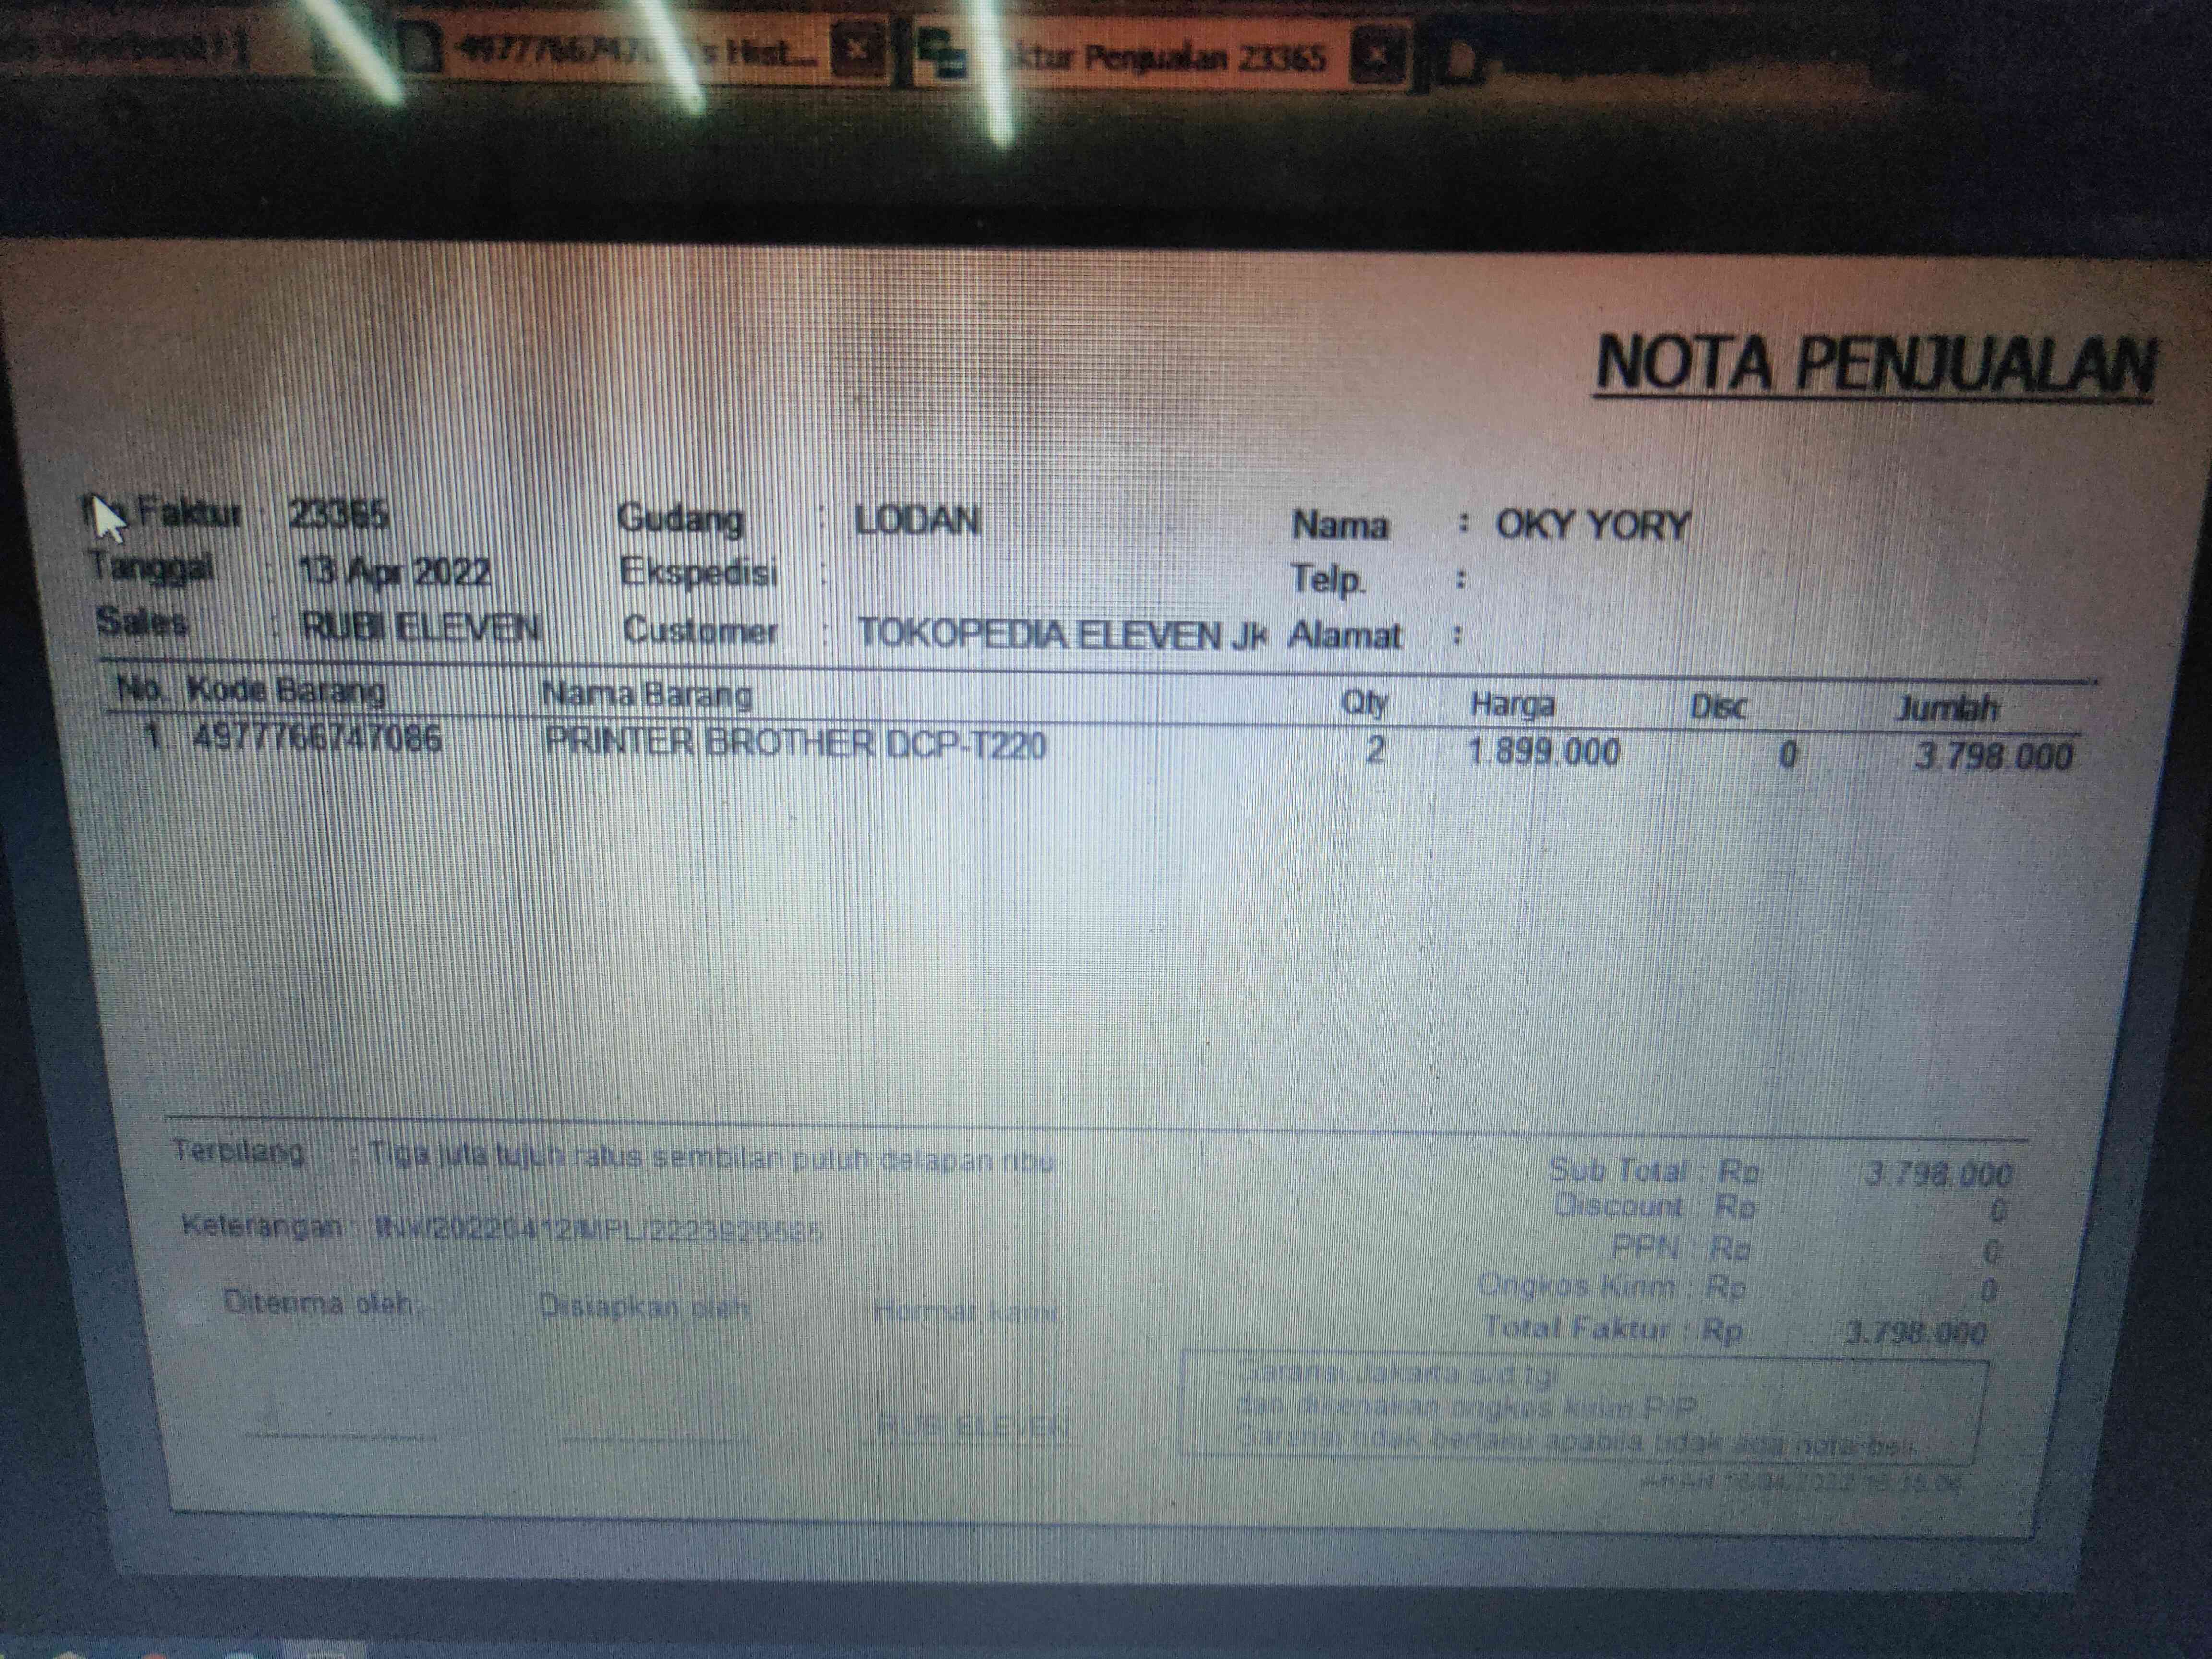 Penjualan 23365
NOTA PENJUALAN
Faktur : 23365 Gudang : LODAN Nama : OKY YORY
Tanggal : 13 Apr 2022 Ekspedisi : Telp. :
Sales : RUBI ELEVEN Customer : TOKOPEDIA ELEVEN Jk Alamat :
No. Kode Barang Nama Barang Qty Harga Disc Jumlah
1. 4977766747086 PRINTER BROTHER DCP-T220 2 1.899.000 0 3.798.000
Terbilang : Tiga juta tujuh ratus sembilan puluh delapan ribu
Sub Total : Rp 3.798.000
Discount : Rp 0
Keterangan :
PPN : Rp 0
Ongkos Kirim : Rp 0
Diterima oleh, Disiapkan oleh Hormat kami,
Total Faktur : Rp 3.798.000
Garansi Jakarta s/d tgl
dan dikenakan ongkos kirim P/P
Garansi tidak berlaku apabila tidak ada nota beli
RUBI ELEVEN